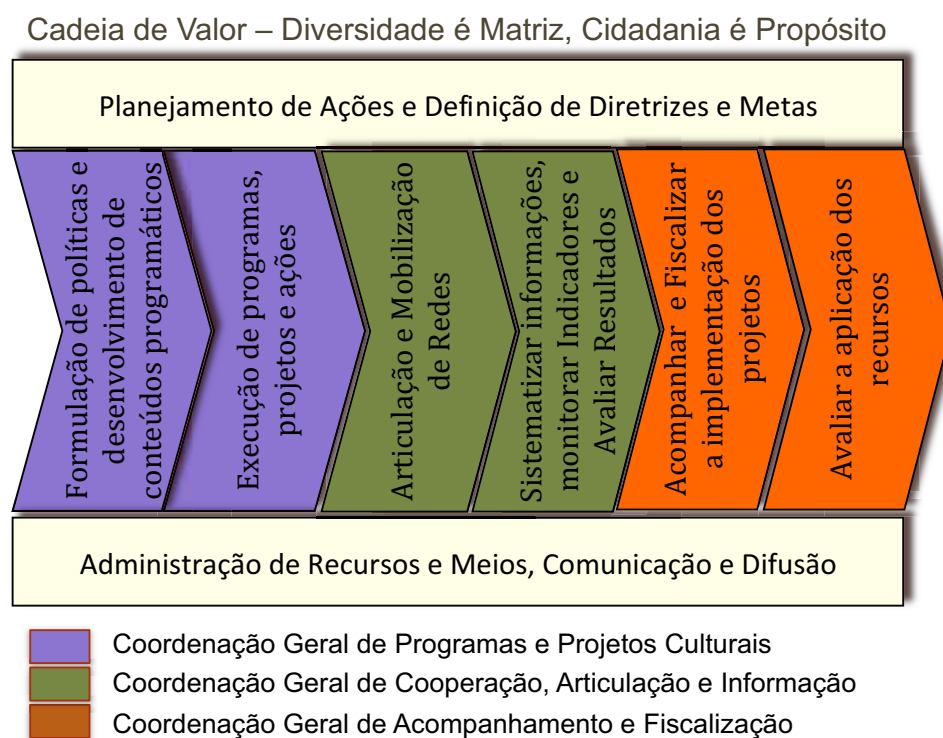 Cadeia de Valor – Diversidade é Matriz, Cidadania é Propósito
Planejamento de Ações e Definição de Diretrizes e Metas
Formulação de políticas e
desenvolvimento de
conteúdos programáticos
Execução de programas,
projetos e ações
Articulação e Mobilização
de Redes
Sistematizar informações,
monitorar Indicadores e
Avaliar Resultados
Acompanhar e Fiscalizar
a implementação dos
projetos
Avaliar a aplicação dos
recursos
Administração de Recursos e Meios, Comunicação e Difusão
Coordenação Geral de Programas e Projetos Culturais
Coordenação Geral de Cooperação, Articulação e Informação
Coordenação Geral de Acompanhamento e Fiscalização